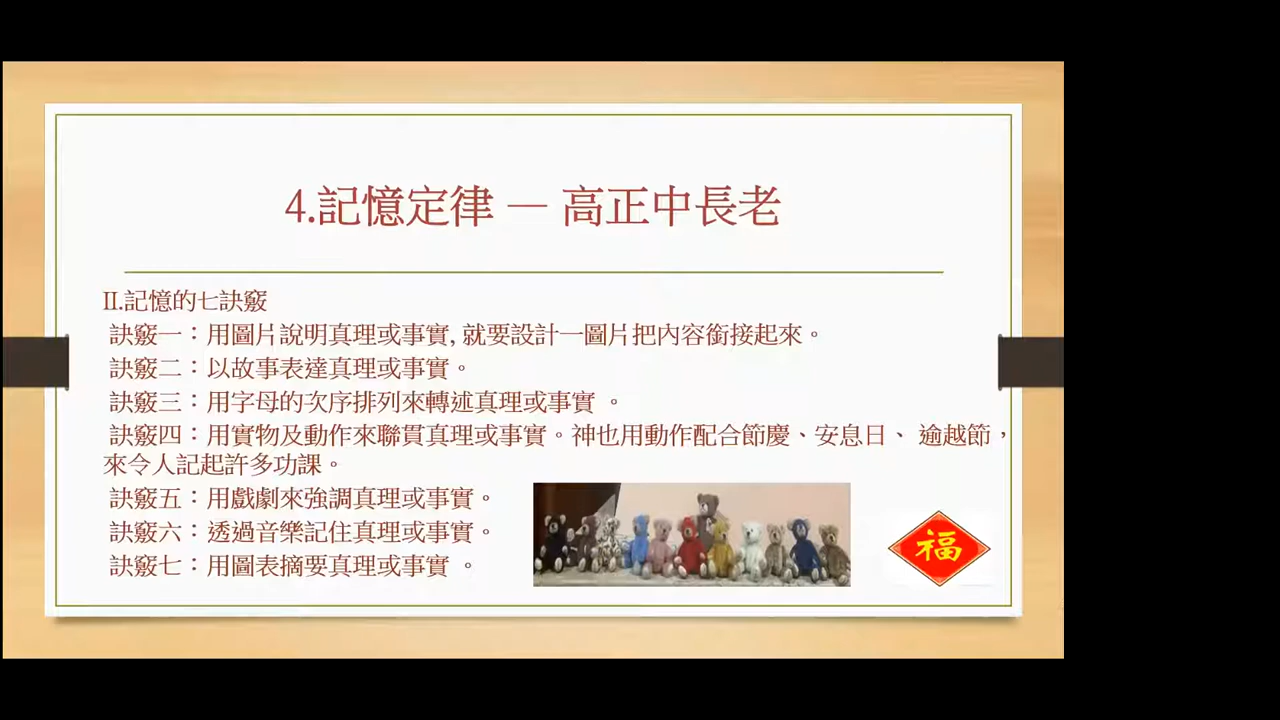 4.記憶定律 — 高正中長老
II.記憶的七訣竅
訣竅一：用圖片說明真理或事實, 就要設計一圖片把內容銜接起來。
訣竅二：以故事表達真理或事實。
訣竅三：用字母的次序排列來轉述真理或事實 。
訣竅四：用實物及動作來聯貫真理或事實。神也用動作配合節慶、安息日、 逾越節，
來令人記起許多功課。
訣竅五：用戲劇來強調真理或事實。
訣竅六：透過音樂記住真理或事實。
訣竅七：用圖表摘要真理或事實 。
福